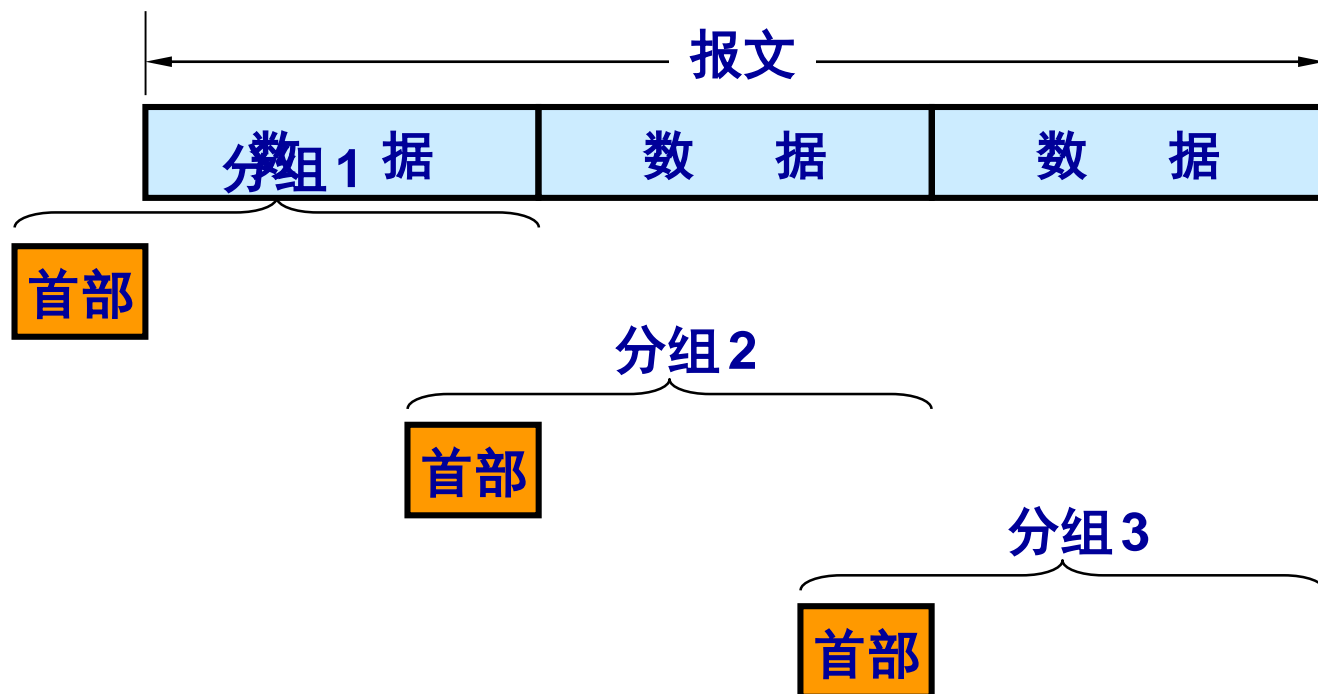 报文
数 据 数 据 数 据
分组1
首部
分组2
首部
分组3
首部